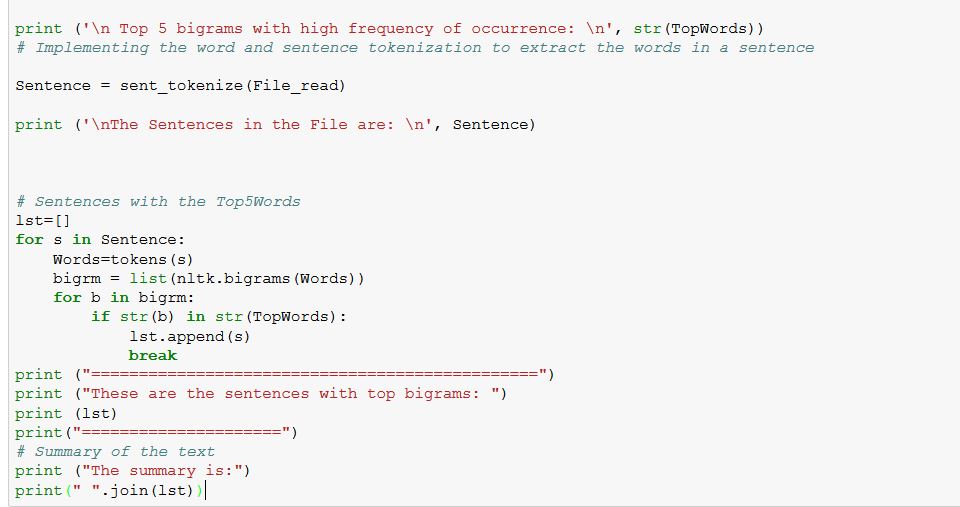 print ('\n Top 5 bigrams with high frequency of occurrence: \n', str(TopWords))
# Implementing the word and sentence tokenization to extract the words in a sentence
Sentence = sent_tokenize(File_read)
print ('\nThe Sentences in the File are: \n', Sentence)
# Sentences with the Top5Words
lst=[]
for s in Sentence:
    Words=tokens(s)
    bigrm = list(nltk.bigrams(Words))
    for b in bigrm:
        if str(b) in str(TopWords):
            lst.append(s)
            break
print ("===============================================")
print ("These are the sentences with top bigrams: ")
print (lst)
print("=====================")
# Summary of the text
print ("The summary is:")
print(" ".join(lst))